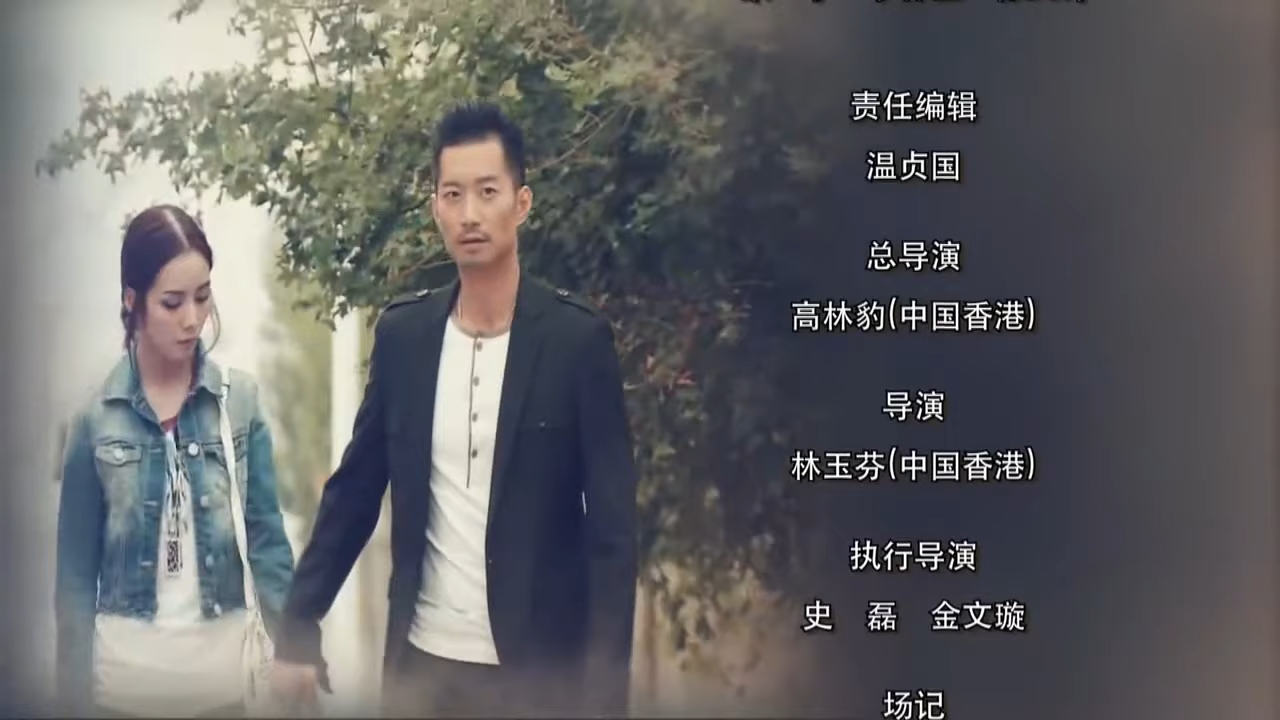 责任编辑
温贞国
总导演
高林豹(中国香港)
导演
林玉芬(中国香港)
执行导演
史 磊 金文璇
场记